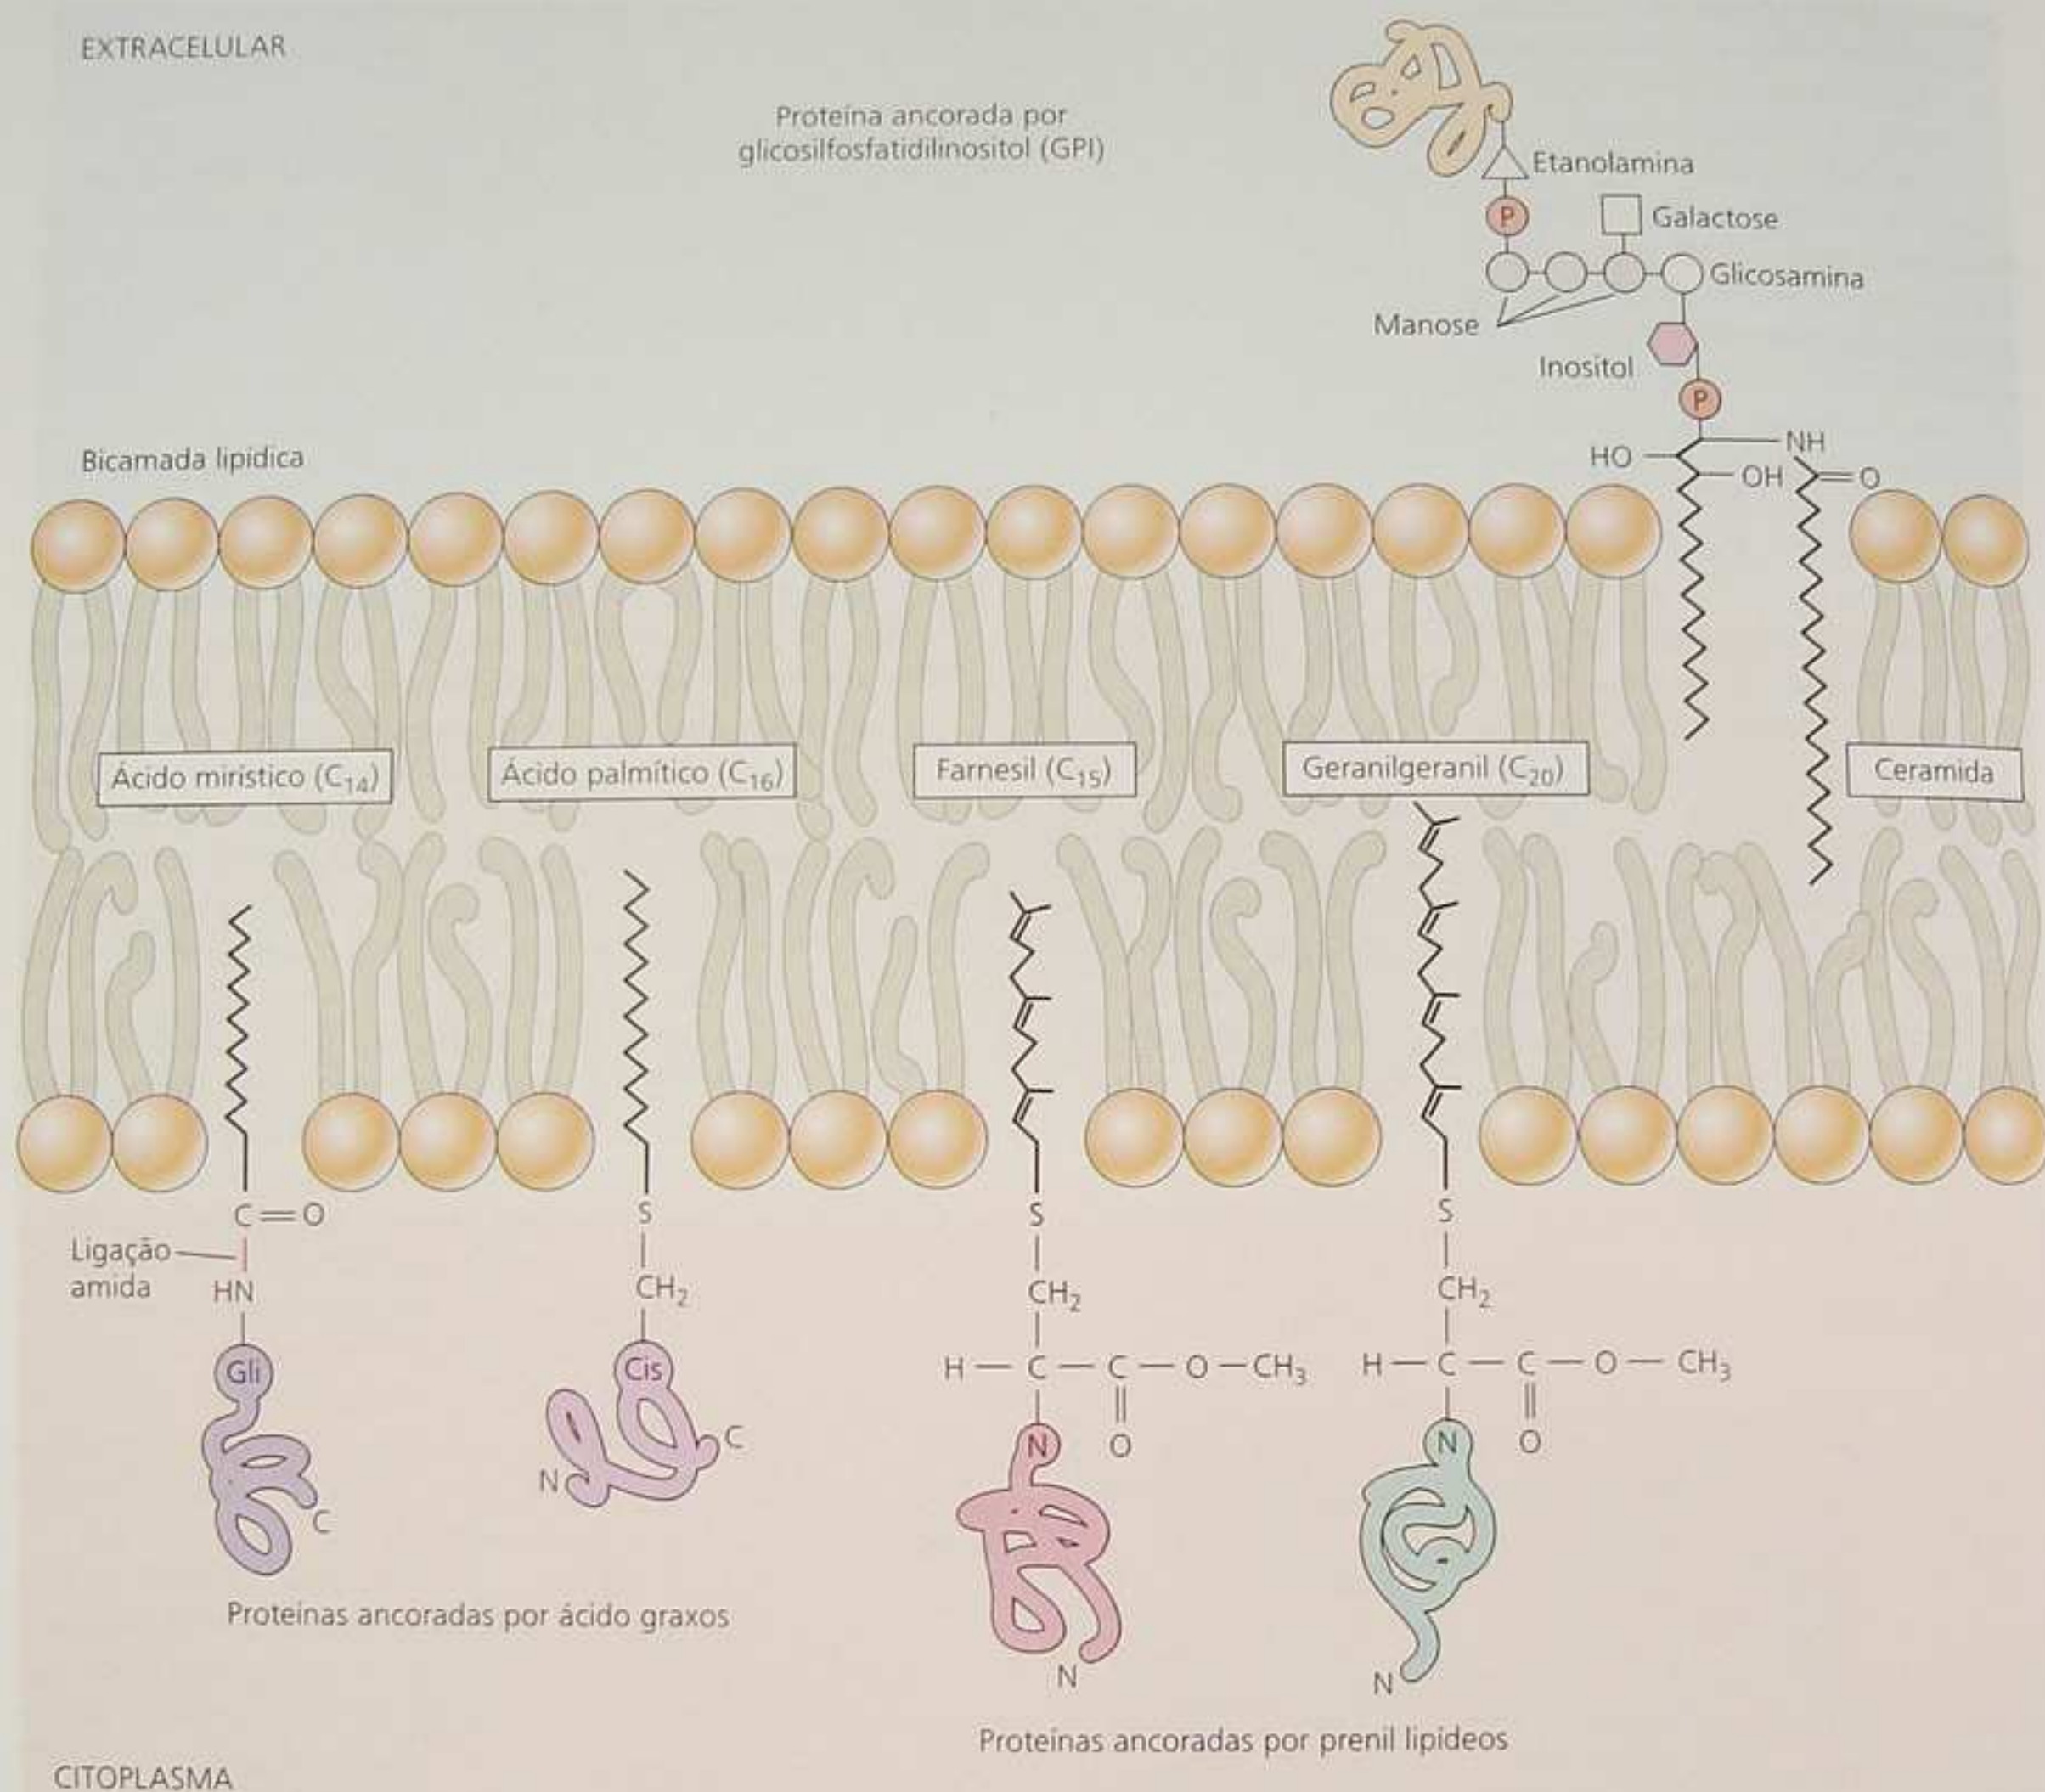 EXTRACELULAR
Proteína ancorada por
glicosilfosfatidilinositol (GPI)
Etanolamina
P
Galactose
Glicosamina
Manose
Inositol
P
HO
NH
OH
O
Bicamada lipídica
Ácido mirístico (C14)
Ácido palmítico (C16)
Farnesil (C15)
Geranilgeranil (C20)
Ceramida
C=O
S
S
S
Ligação
amida
HN
CH2
CH2
CH2
Gli
Cis
H — C — C — O — CH3
H — C — C — O — CH3
N
O
N
O
C
N
C
N
N
Proteínas ancoradas por ácido graxos
Proteínas ancoradas por prenil lipídeos
CITOPLASMA